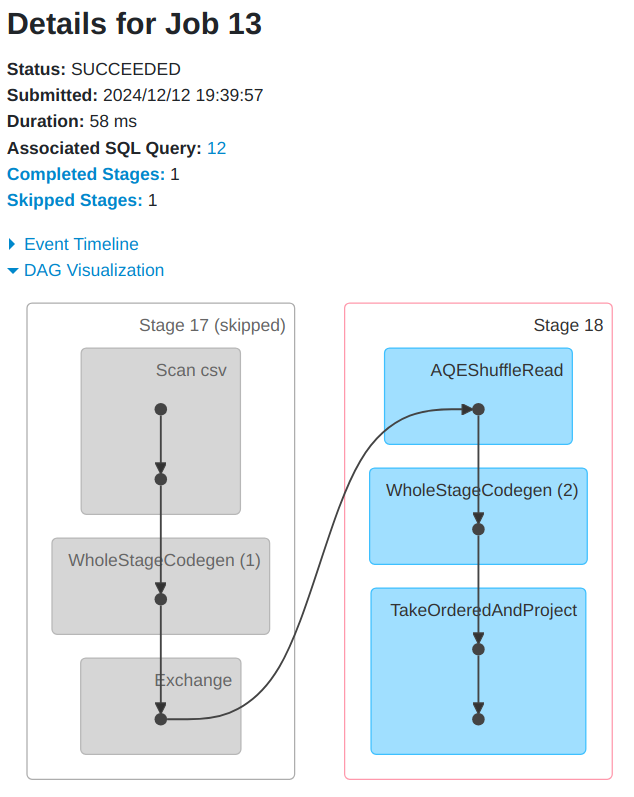 Details for Job 13
Status: SUCCEEDED
Submitted: 2024/12/12 19:39:57
Duration: 58 ms
Associated SQL Query: 12
Completed Stages: 1
Skipped Stages: 1
Event Timeline
DAG Visualization
Stage 17 (skipped)
Scan csv
WholeStageCodegen (1)
Exchange
Stage 18
AQEShuffleRead
WholeStageCodegen (2)
TakeOrderedAndProject